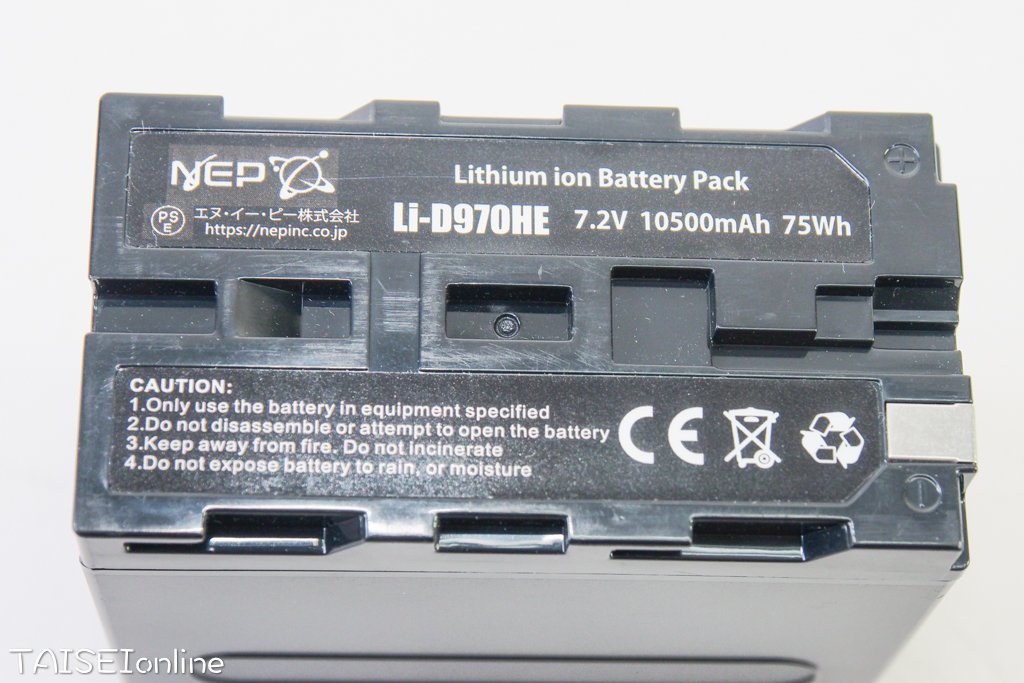 NEP
Lithium ion Battery Pack
PS
E
エヌ・イー・ピー株式会社
https://nepinc.co.jp
Li-D970HE 7.2V 10500mAh 75Wh
CAUTION:
1.Only use the battery in equipment specified
2.Do not disassemble or attempt to open the battery
3.Keep away from fire. Do not incinerate
4.Do not expose battery to rain, or moisture
CE
TAISEIonline